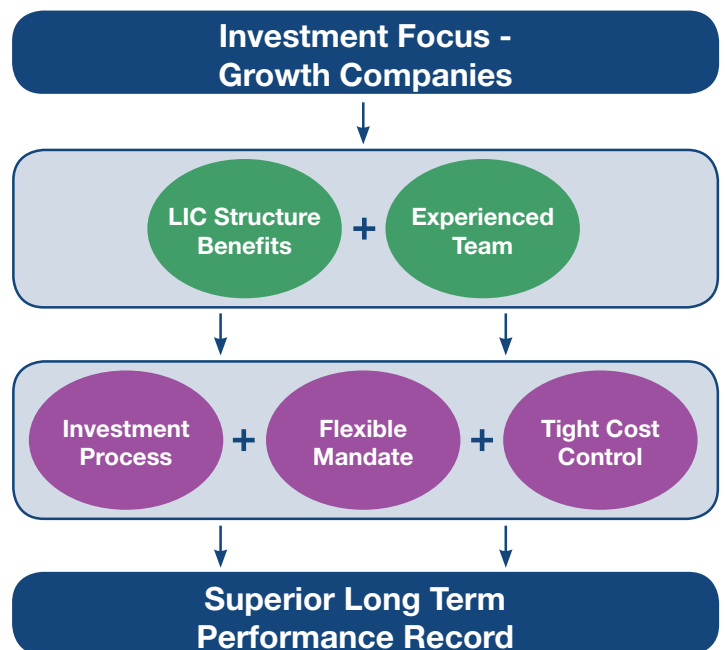 Investment Focus -
Growth Companies
LIC Structure
Benefits
+
Experienced
Team
Investment
Process
+
Flexible
Mandate
+
Tight Cost
Control
Superior Long Term
Performance Record